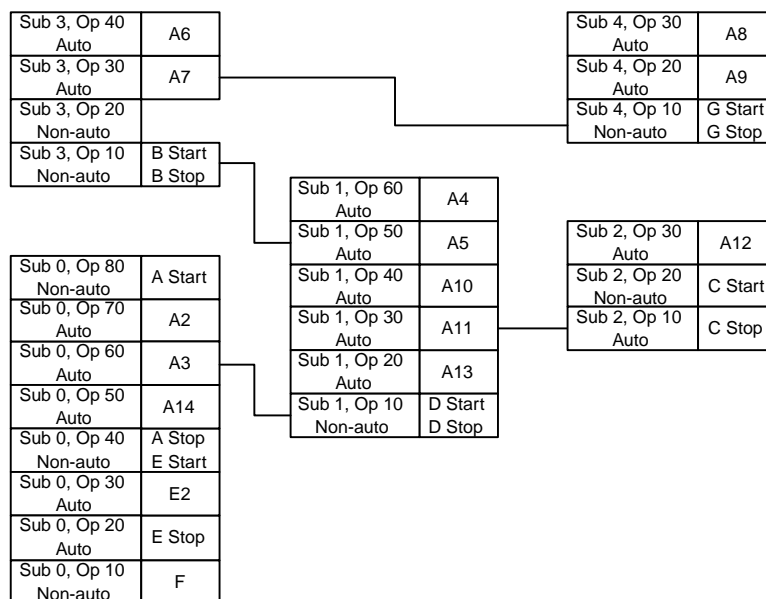 Sub 3, Op 40
Auto
A6
Sub 3, Op 30
Auto
A7
Sub 3, Op 20
Non-auto
Sub 3, Op 10
Non-auto
B Start
B Stop
Sub 4, Op 30
Auto
A8
Sub 4, Op 20
Auto
A9
Sub 4, Op 10
Non-auto
G Start
G Stop
Sub 1, Op 60
Auto
A4
Sub 1, Op 50
Auto
A5
Sub 1, Op 40
Auto
A10
Sub 1, Op 30
Auto
A11
Sub 1, Op 20
Auto
A13
Sub 1, Op 10
Non-auto
D Start
D Stop
Sub 2, Op 30
Auto
A12
Sub 2, Op 20
Non-auto
C Start
Sub 2, Op 10
Auto
C Stop
Sub 0, Op 80
Non-auto
A Start
Sub 0, Op 70
Auto
A2
Sub 0, Op 60
Auto
A3
Sub 0, Op 50
Auto
A14
Sub 0, Op 40
Non-auto
A Stop
E Start
Sub 0, Op 30
Auto
E2
Sub 0, Op 20
Auto
E Stop
Sub 0, Op 10
Non-auto
F